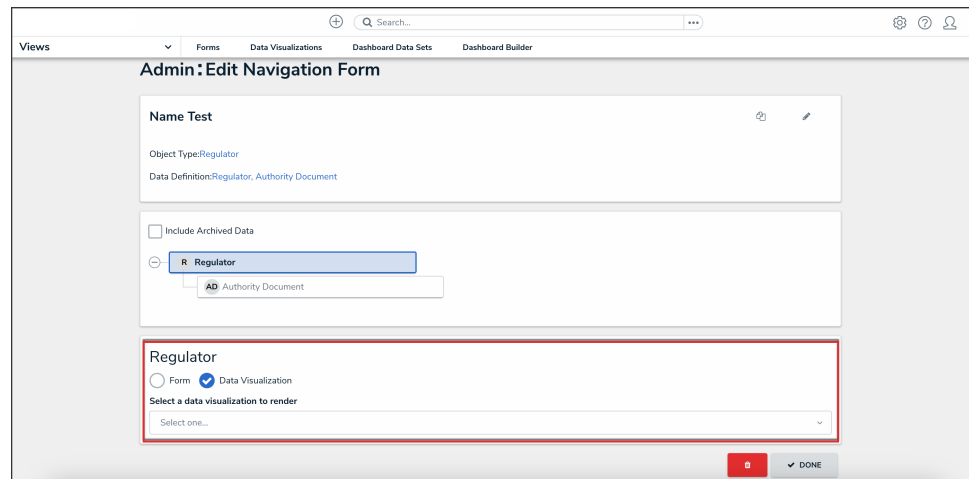 Search...
Views
Forms
Data Visualizations
Dashboard Data Sets
Dashboard Builder
Admin:Edit Navigation Form
Name Test
Object Type:Regulator
Data Definition:Regulator, Authority Document
Include Archived Data
R Regulator
AD Authority Document
Regulator
Form Data Visualization
Select a data visualization to render
Select one...
DONE